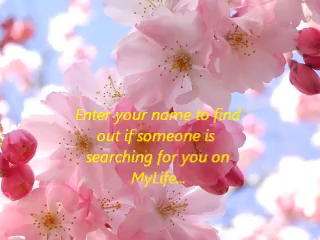 Enter your name to find
out if someone is
searching for you on
MyLife...